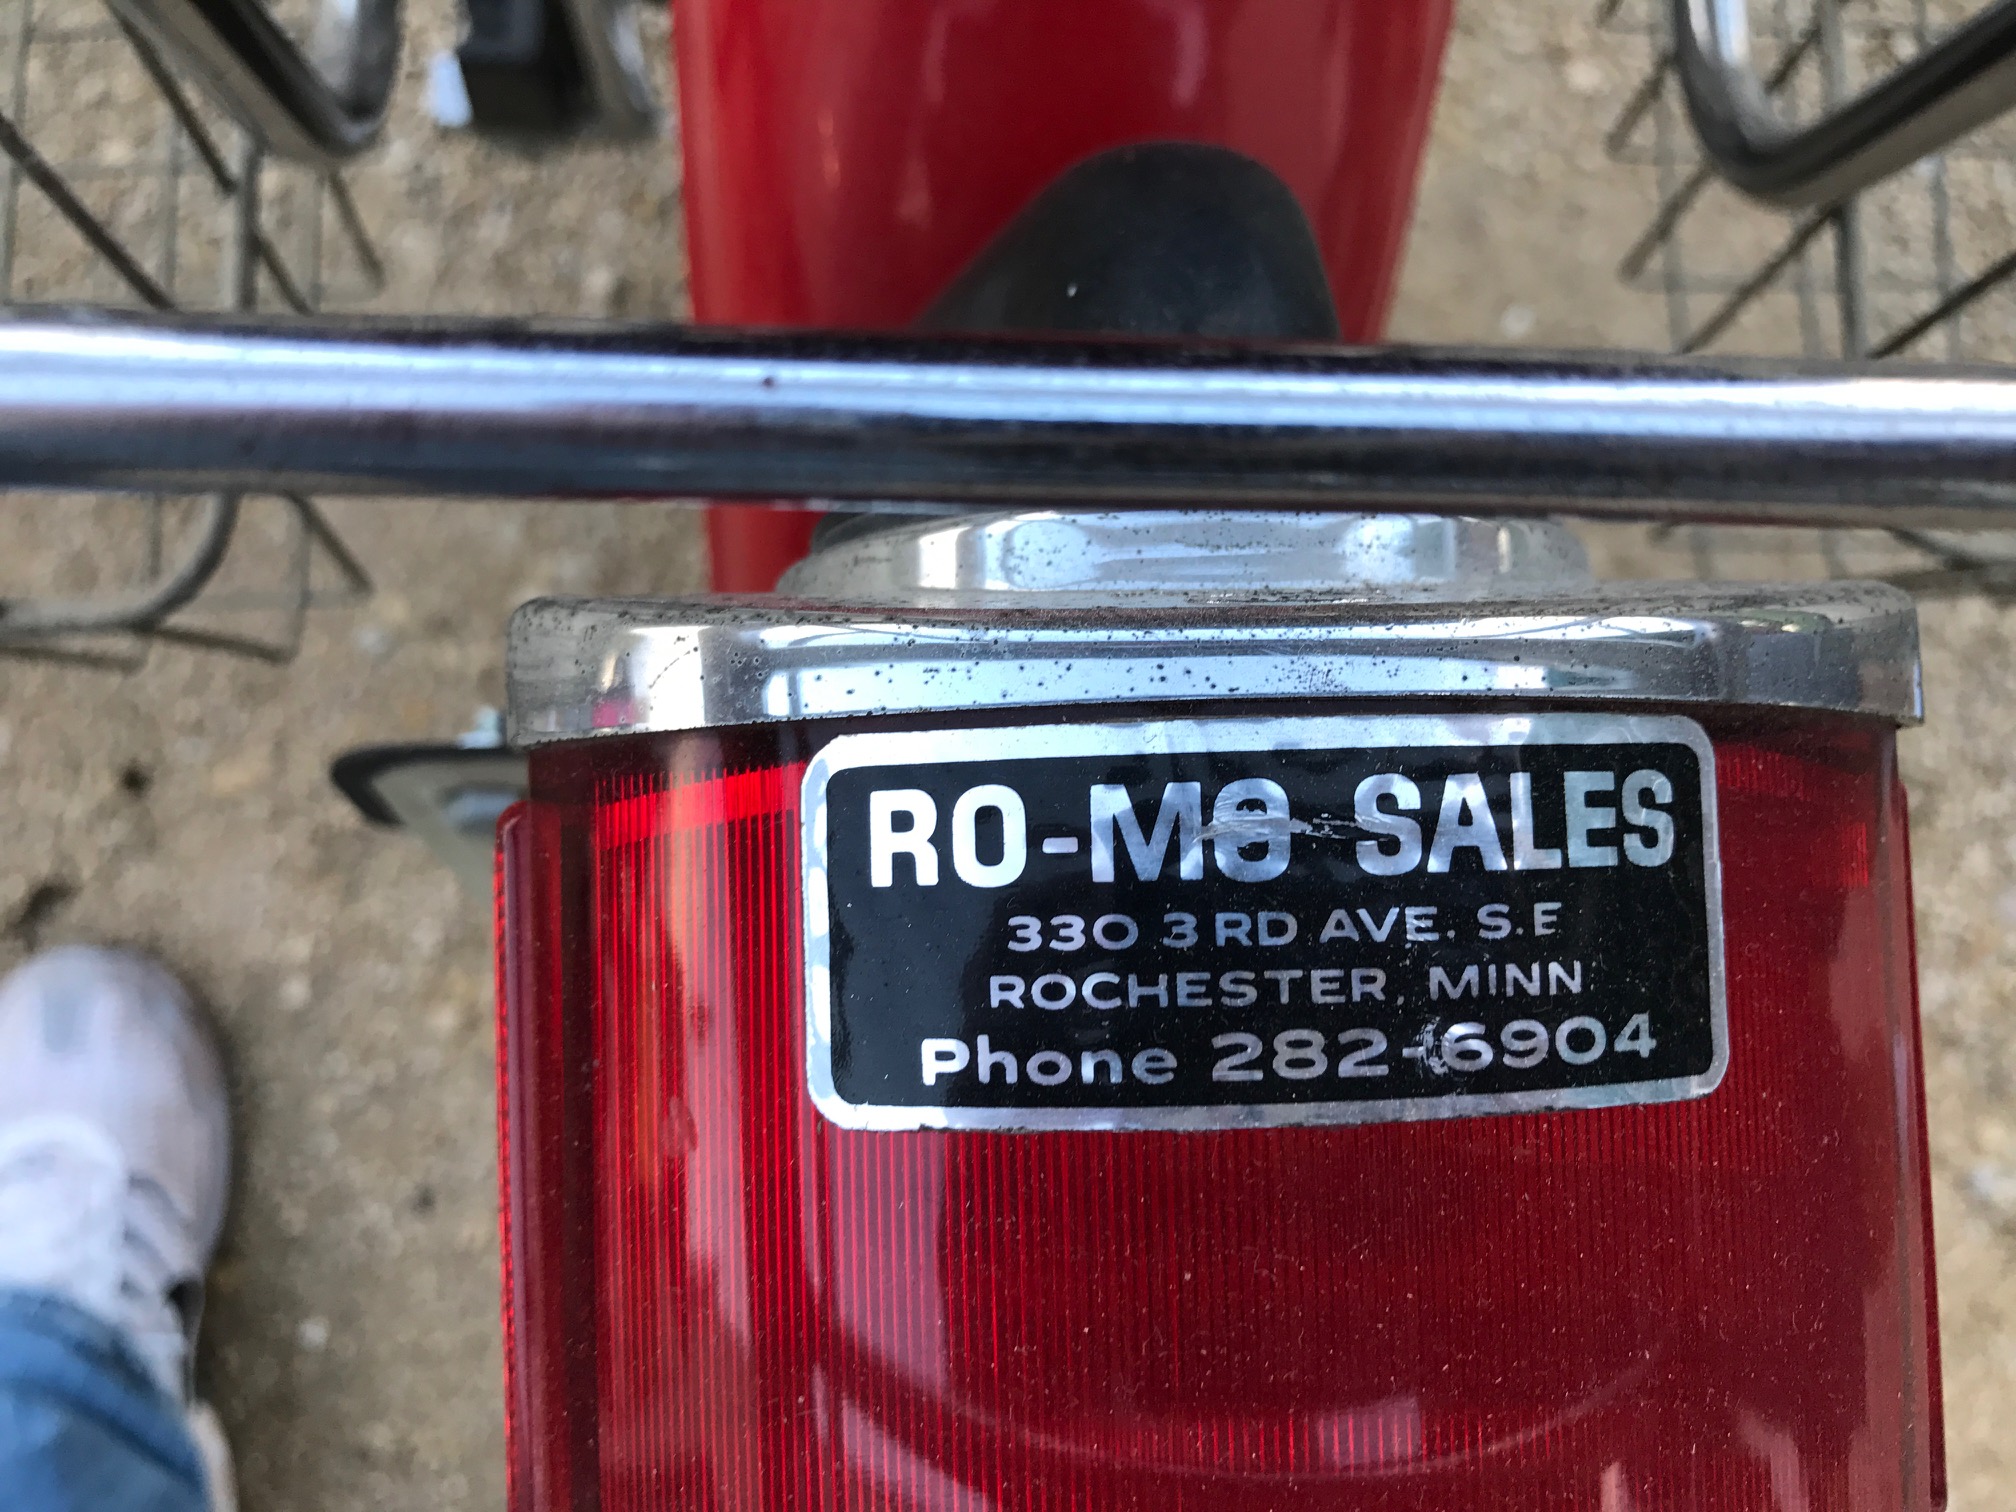 RO-MO SALES
330 3RD AVE. S.E
ROCHESTER, MINN
Phone 282-6904